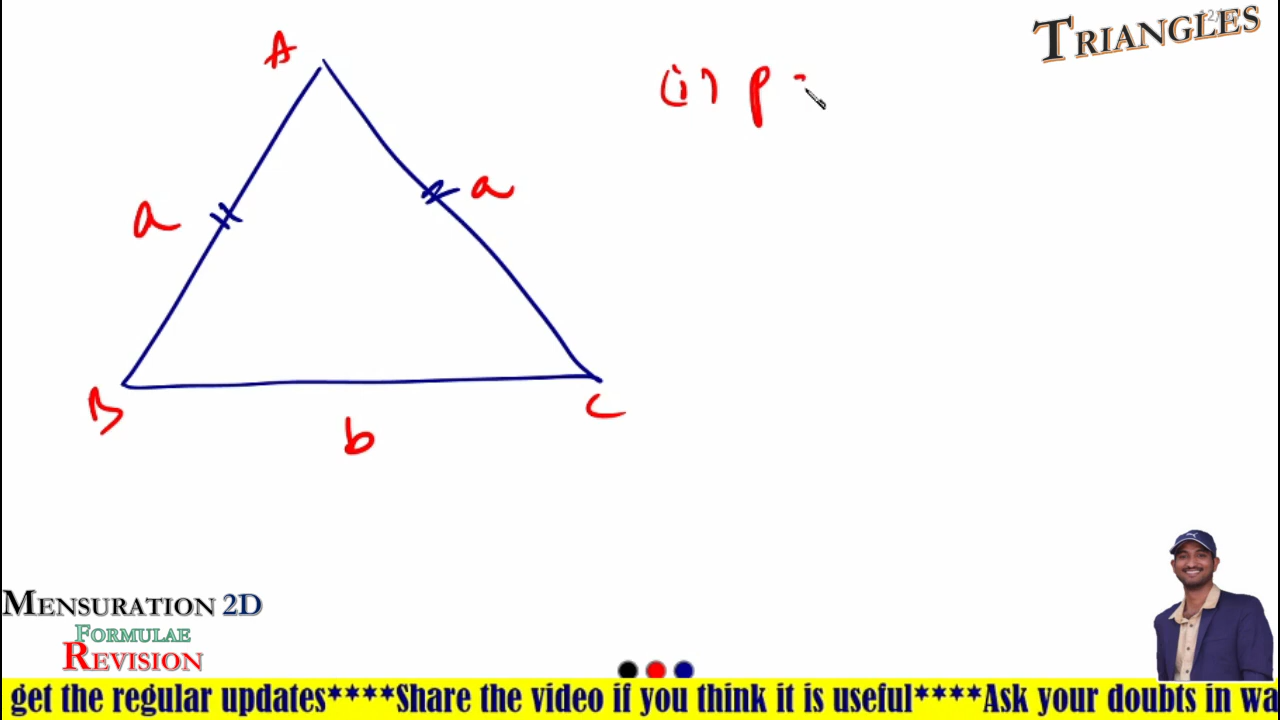 TRIANGLES
A
(i) P =
a
a
B
C
b
MENSURATION 2D
FORMULAE
REVISION
get the regular updates****Share the video if you think it is useful****Ask your doubts in wa